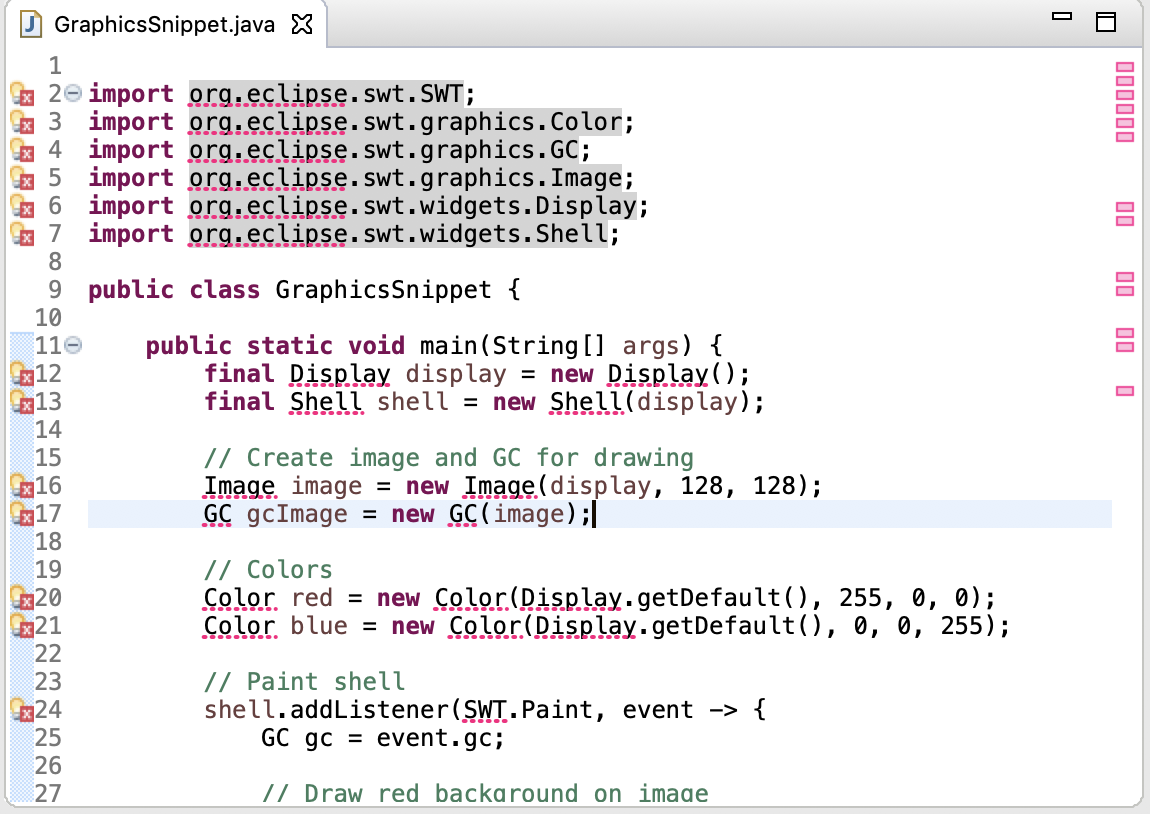 GraphicsSnippet.java
1
2 import org.eclipse.swt.SWT;
3 import org.eclipse.swt.graphics.Color;
4 import org.eclipse.swt.graphics.GC;
5 import org.eclipse.swt.graphics.Image;
6 import org.eclipse.swt.widgets.Display;
7 import org.eclipse.swt.widgets.Shell;
8
9 public class GraphicsSnippet {
10
11 public static void main(String[] args) {
12 final Display display = new Display();
13 final Shell shell = new Shell(display);
14
15 // Create image and GC for drawing
16 Image image = new Image(display, 128, 128);
17 GC gcImage = new GC(image);
18
19 // Colors
20 Color red = new Color(Display.getDefault(), 255, 0, 0);
21 Color blue = new Color(Display.getDefault(), 0, 0, 255);
22
23 // Paint shell
24 shell.addListener(SWT.Paint, event -> {
25 GC gc = event.gc;
26
27 // Draw red background on image